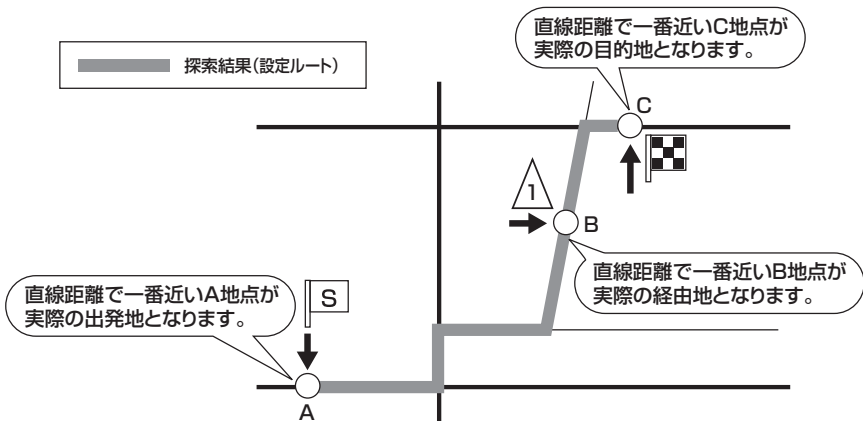 直線距離で一番近いC地点が
実際の目的地となります。
探索結果(設定ルート)
C
1
B
直線距離で一番近いB地点が
実際の経由地となります。
直線距離で一番近いA地点が
実際の出発地となります。
S
A